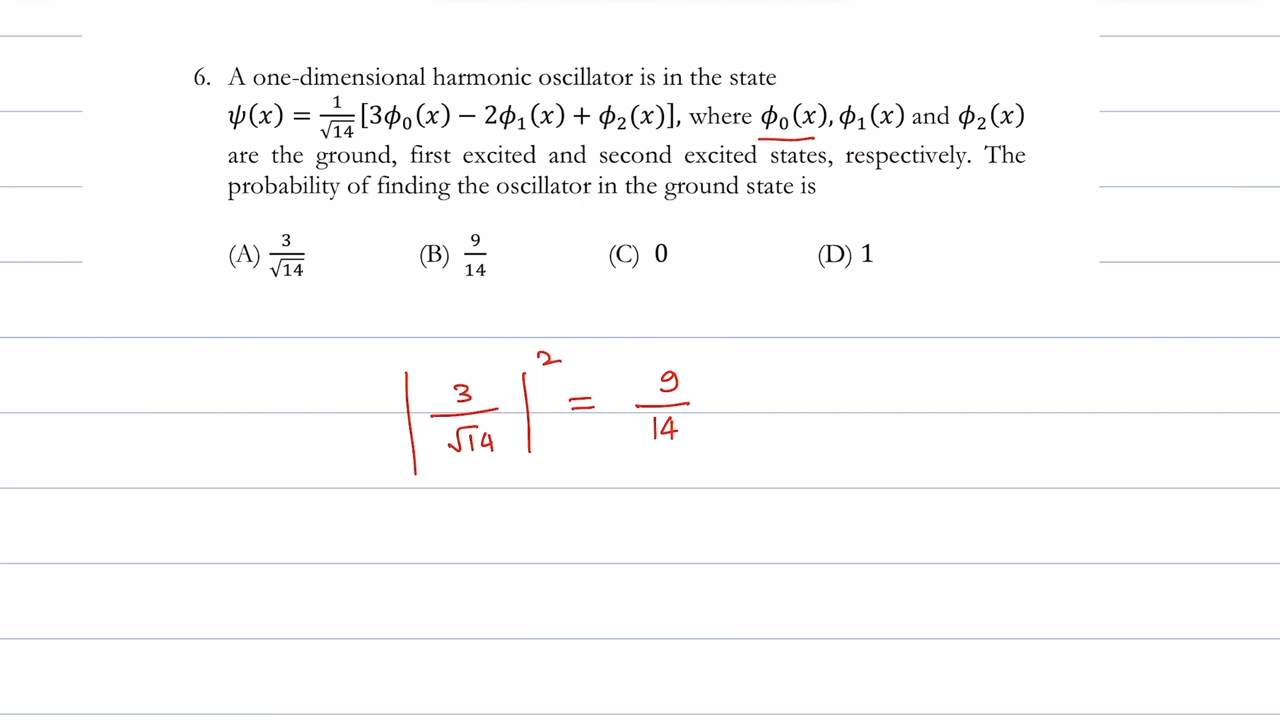 6. A one-dimensional harmonic oscillator is in the state
ψ(x) = 1/√14 [3ϕ₀(x) − 2ϕ₁(x) + ϕ₂(x)], where ϕ₀(x), ϕ₁(x) and ϕ₂(x)
are the ground, first excited and second excited states, respectively. The
probability of finding the oscillator in the ground state is
(A) 3/√14 (B) 9/14 (C) 0 (D) 1
|3/√14|² = 9/14